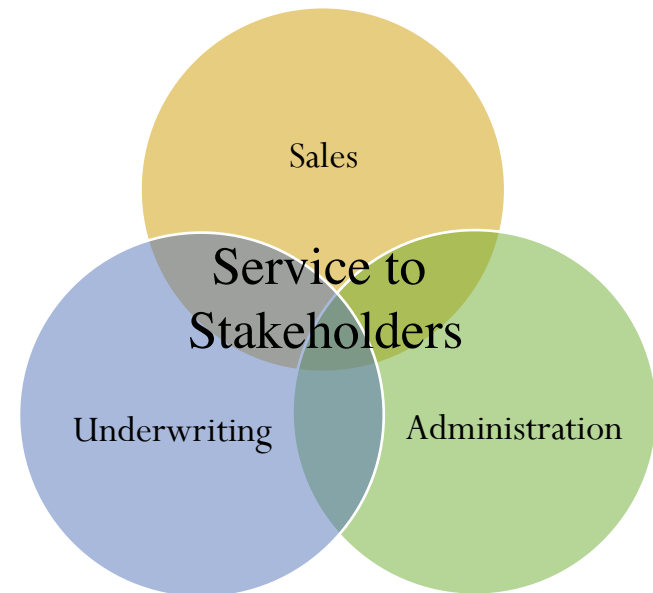 Sales
Service to
Stakeholders
Underwriting
Administration